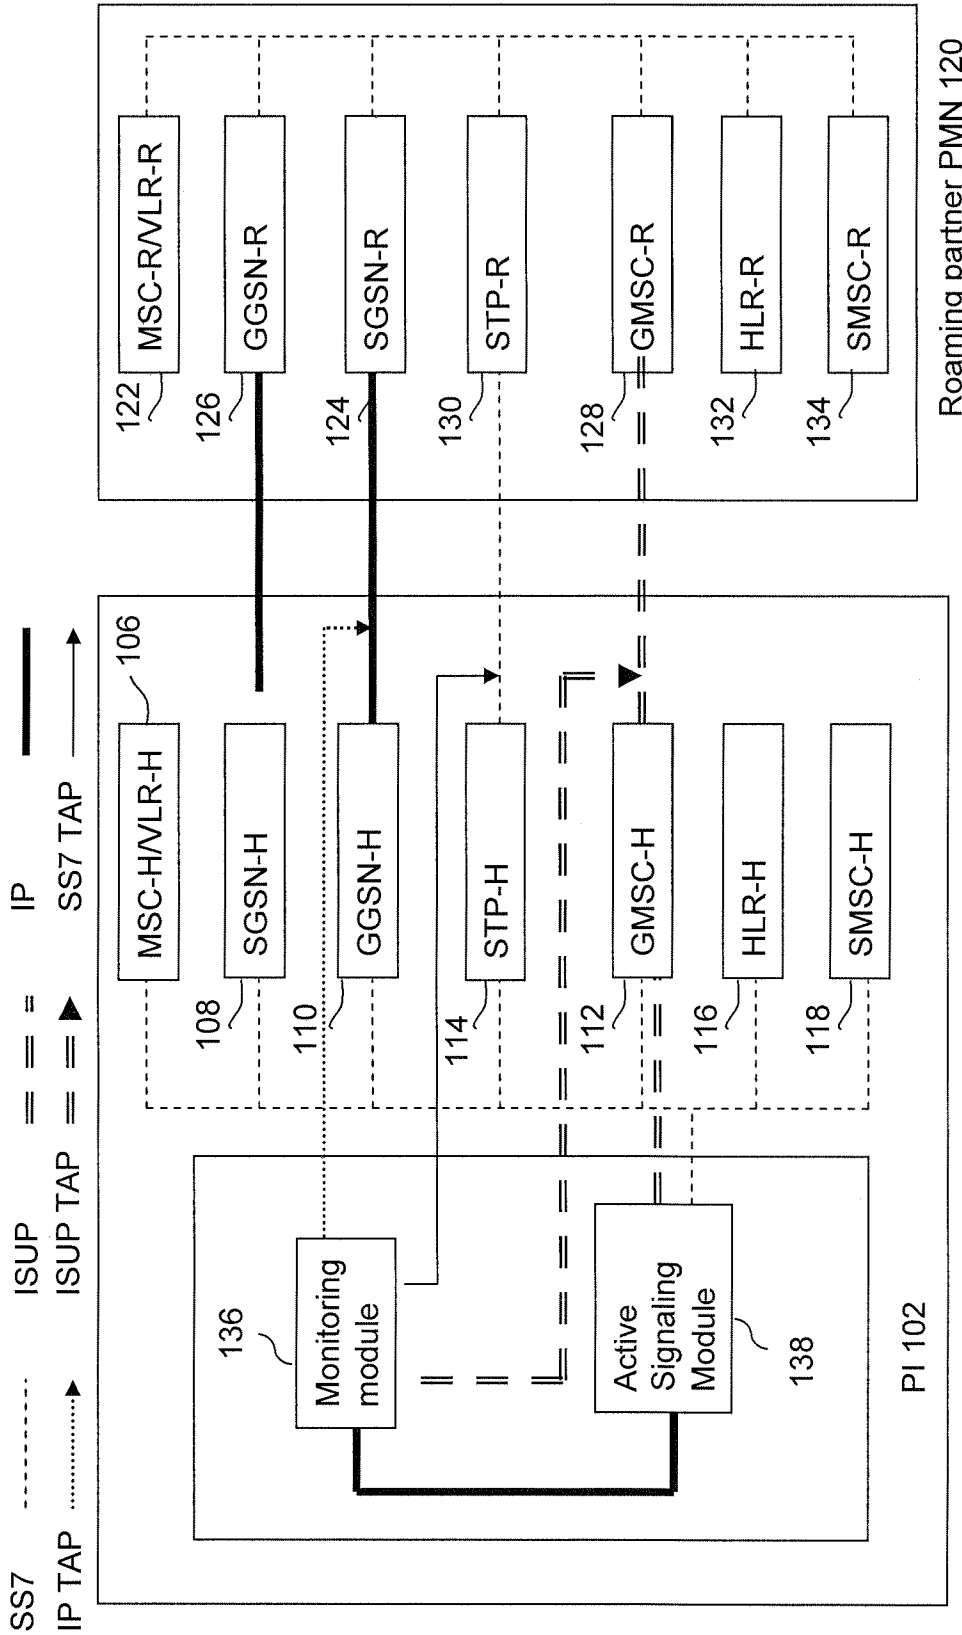 SS7
ISUP
IP
IP TAP
ISUP TAP
SS7 TAP
136
Monitoring
module
Active
Signaling
Module
138
PI 102
MSC-H/VLR-H
106
SGSN-H
108
GGSN-H
110
STP-H
114
GMSC-H
112
HLR-H
116
SMSC-H
118
MSC-R/VLR-R
122
GGSN-R
126
SGSN-R
124
STP-R
130
GMSC-R
128
HLR-R
132
SMSC-R
134
Roaming partner PMN 120